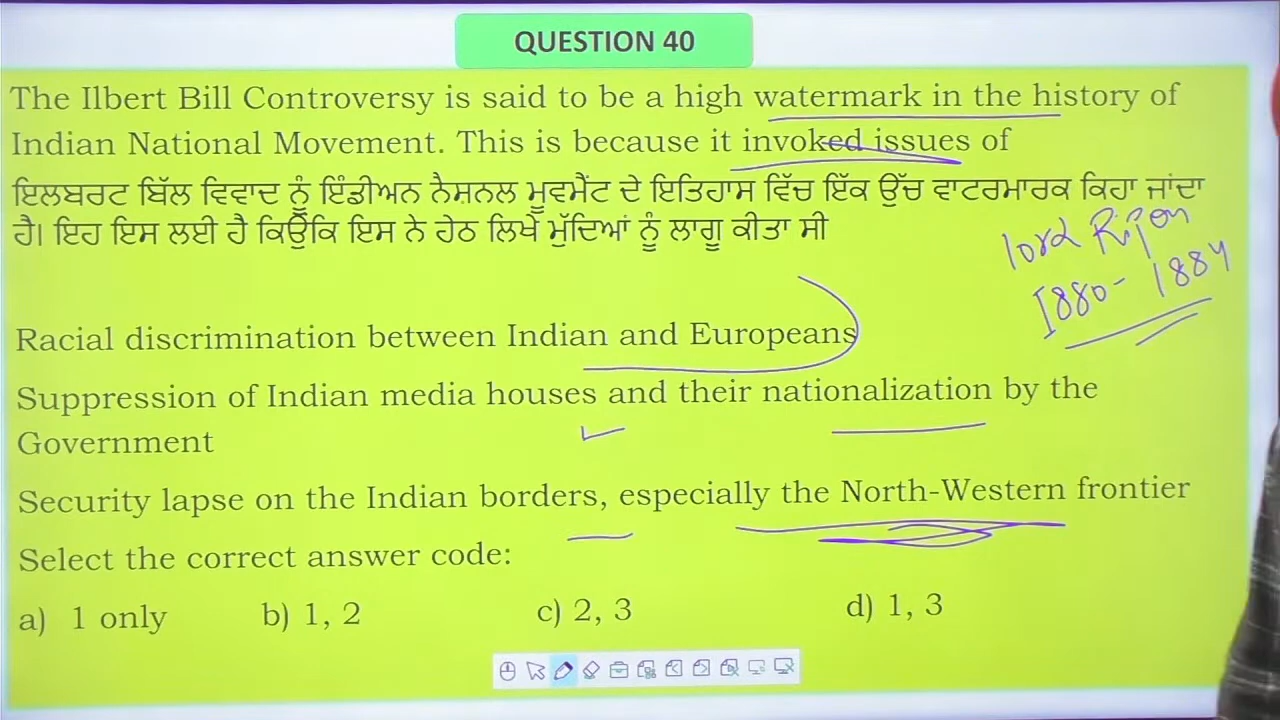 QUESTION 40
The Ilbert Bill Controversy is said to be a high watermark in the history of
Indian National Movement. This is because it invoked issues of
ਇਲਬਰਟ ਬਿੱਲ ਵਿਵਾਦ ਨੂੰ ਇੰਡੀਅਨ ਨੈਸ਼ਨਲ ਮੂਵਮੈਂਟ ਦੇ ਇਤਿਹਾਸ ਵਿੱਚ ਇੱਕ ਉੱਚ ਵਾਟਰਮਾਰਕ ਕਿਹਾ ਜਾਂਦਾ
ਹੈ। ਇਹ ਇਸ ਲਈ ਹੈ ਕਿਉਂਕਿ ਇਸ ਨੇ ਹੇਠ ਲਿਖੇ ਮੁੱਦਿਆਂ ਨੂੰ ਲਾਗੂ ਕੀਤਾ ਸੀ
lord Ripon
1880- 1884
Racial discrimination between Indian and Europeans
Suppression of Indian media houses and their nationalization by the
Government
Security lapse on the Indian borders, especially the North-Western frontier
Select the correct answer code:
a) 1 only b) 1, 2 c) 2, 3 d) 1, 3